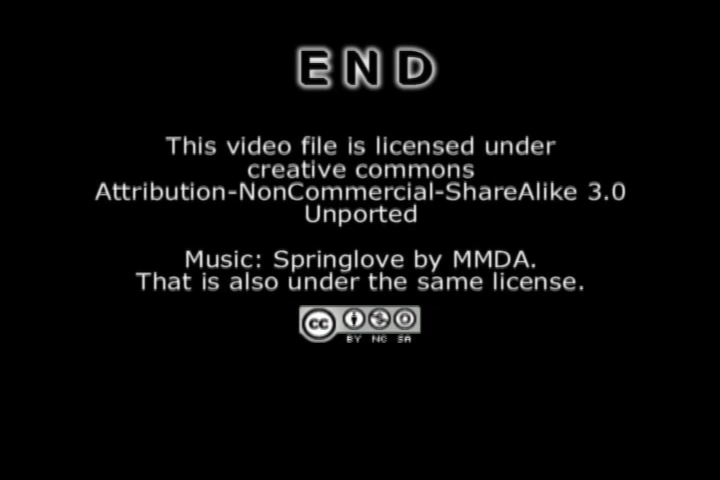 END
This video file is licensed under
creative commons
Attribution-NonCommercial-ShareAlike 3.0
Unported
Music: Springlove by MMDA.
That is also under the same license.
cc
BY NC SA